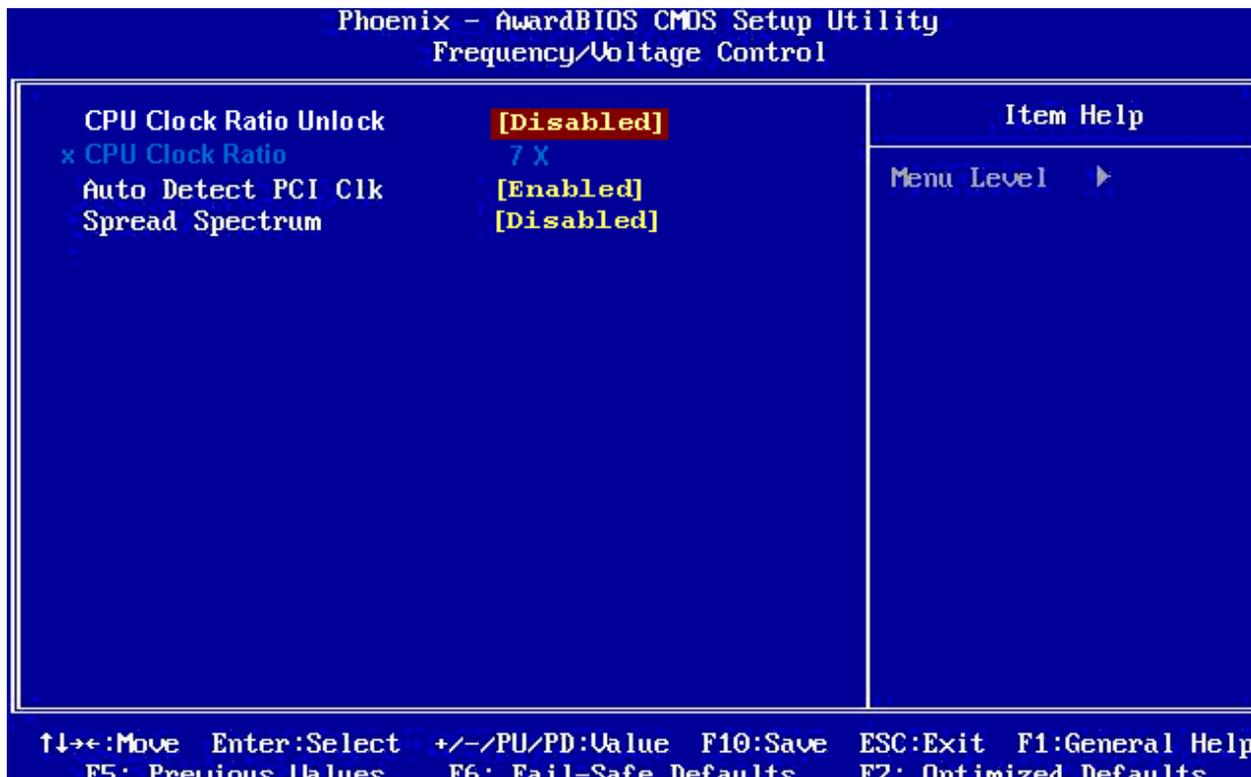 Phoenix - AwardBIOS CMOS Setup Utility
Frequency/Voltage Control
CPU Clock Ratio Unlock [Disabled]
x CPU Clock Ratio 7 X
Auto Detect PCI Clk [Enabled]
Spread Spectrum [Disabled]
Item Help
Menu Level ▶
↑↓→←:Move Enter:Select +/-/PU/PD:Value F10:Save ESC:Exit F1:General Help
F5: Previous Values F6: Fail-Safe Defaults F7: Optimized Defaults